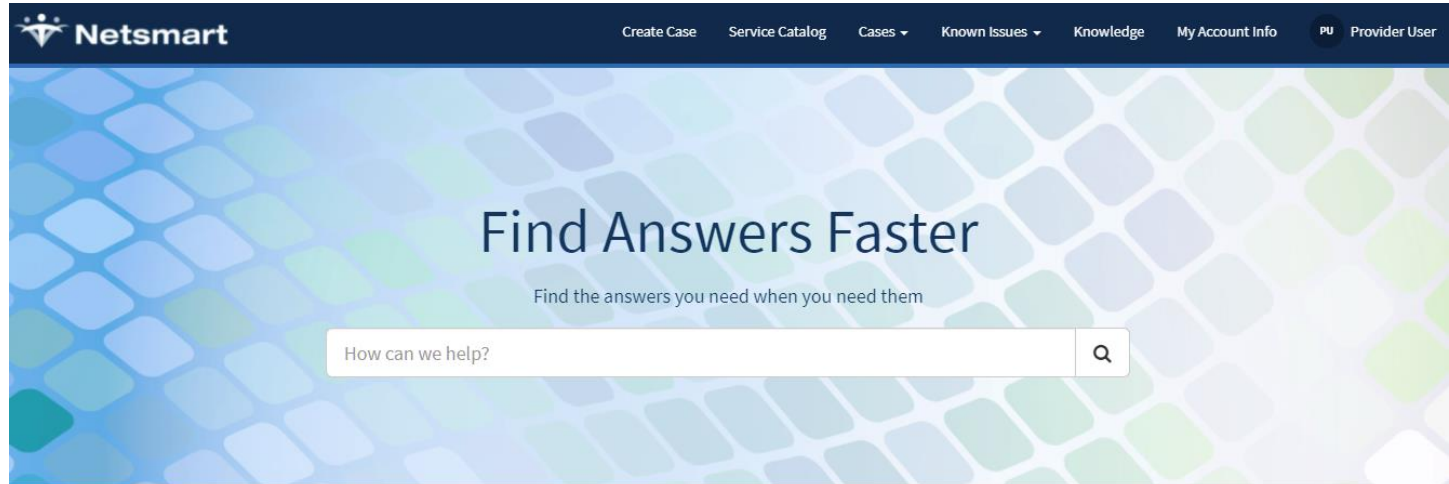 Netsmart
Create Case Service Catalog Cases Known Issues Knowledge My Account Info PU Provider User
Find Answers Faster
Find the answers you need when you need them
How can we help?